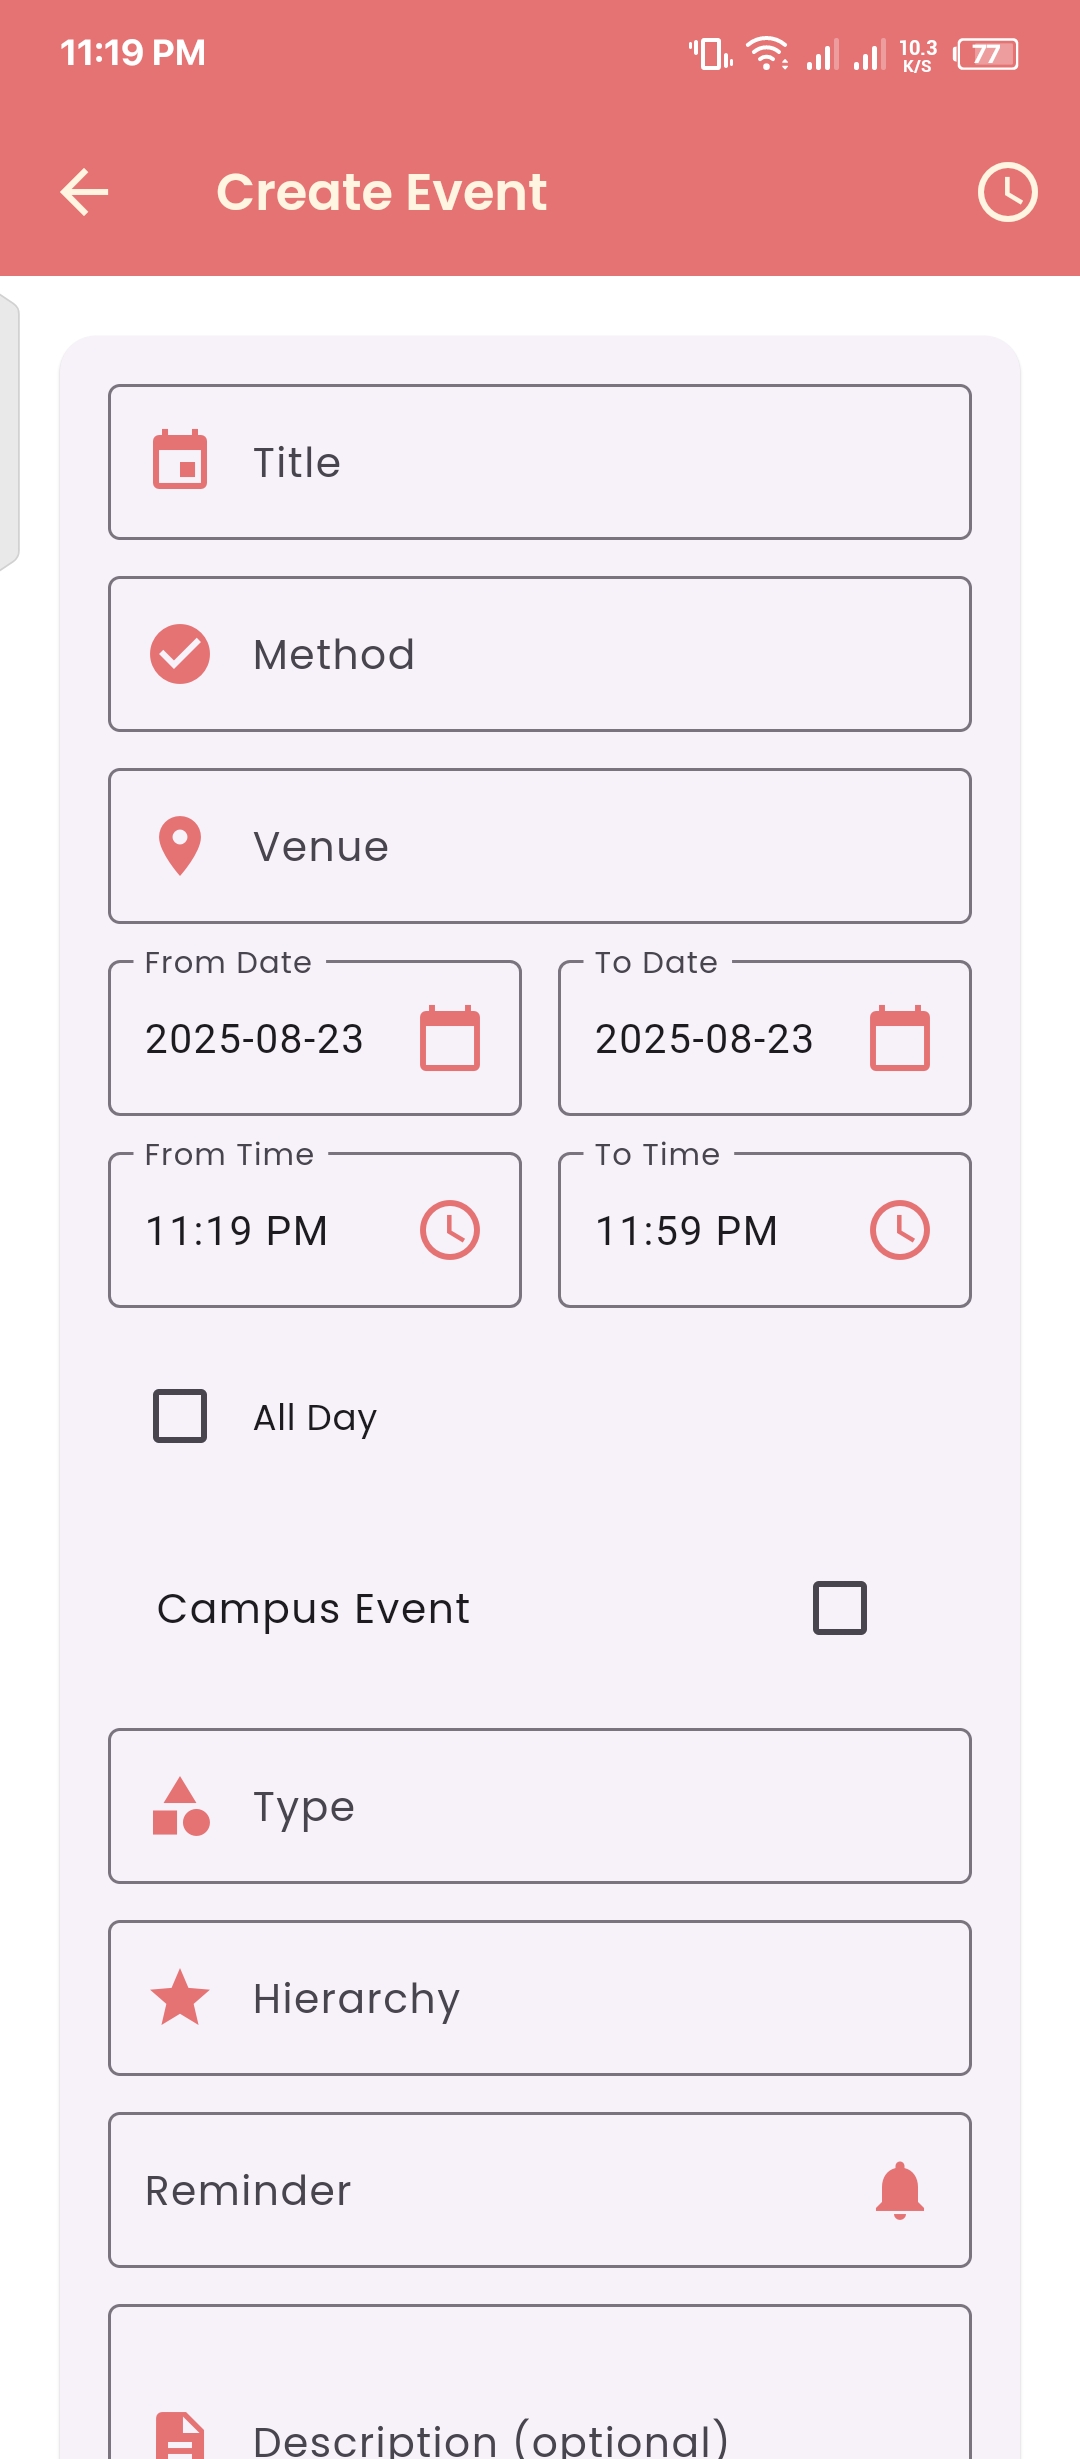 11:19 PM
10.3
K/S
77
Create Event
Title
Method
Venue
From Date
To Date
2025-08-23
2025-08-23
From Time
To Time
11:19 PM
11:59 PM
All Day
Campus Event
Type
Hierarchy
Reminder
Description (optional)